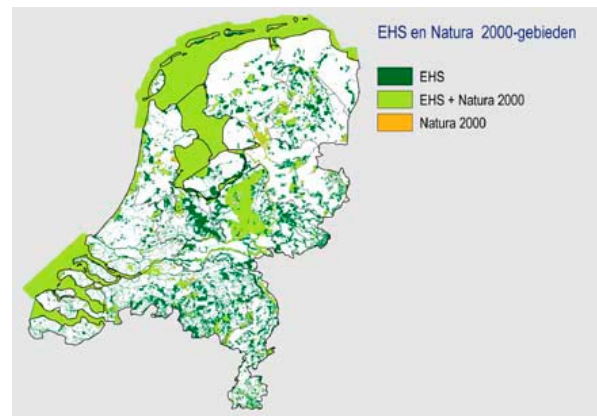 EHS en Natura 2000-gebieden
EHS
EHS + Natura 2000
Natura 2000